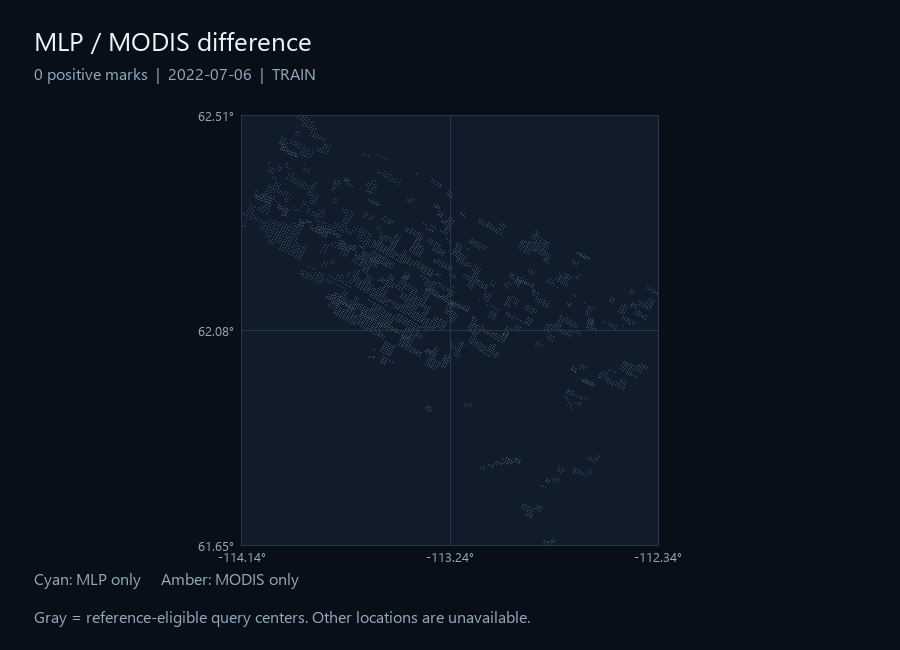 MLP / MODIS difference
0 positive marks | 2022-07-06 | TRAIN
62.51°
62.08°
61.65°
-114.14°
-113.24°
-112.34°
Cyan: MLP only Amber: MODIS only
Gray = reference-eligible query centers. Other locations are unavailable.